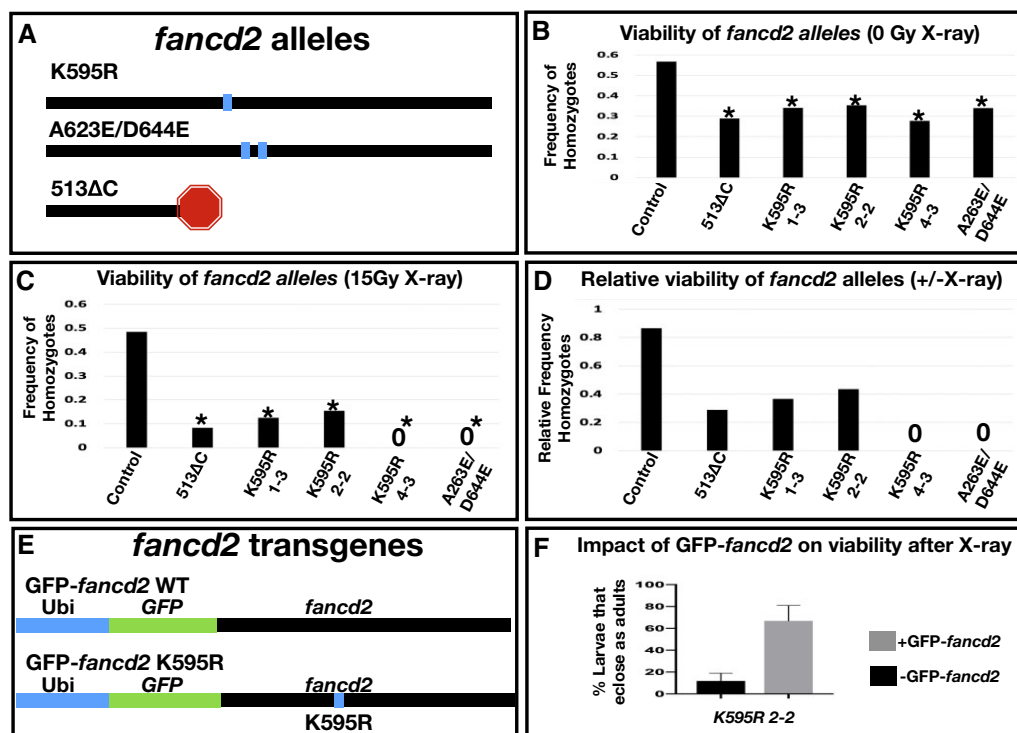 A
fancd2 alleles
K595R
A623E/D644E
513ΔC
B
Viability of fancd2 alleles (0 Gy X-ray)
Frequency of
Homozygotes
0.6
0.5
0.4
0.3
0.2
0.1
0
*
*
*
*
*
Control
513ΔC
K595R
1-3
K595R
2-2
K595R
4-3
A263E/
D644E
C
Viability of fancd2 alleles (15Gy X-ray)
Frequency of
Homozygotes
0.6
0.5
0.4
0.3
0.2
0.1
0
*
*
*
0*
0*
Control
513ΔC
K595R
1-3
K595R
2-2
K595R
4-3
A263E/
D644E
D
Relative viability of fancd2 alleles (+/-X-ray)
Relative Frequency
Homozygotes
1
0.8
0.6
0.4
0.2
0
0
0
Control
513ΔC
K595R
1-3
K595R
2-2
K595R
4-3
A263E/
D644E
E
fancd2 transgenes
GFP-fancd2 WT
Ubi GFP fancd2
GFP-fancd2 K595R
Ubi GFP fancd2
K595R
F
Impact of GFP-fancd2 on viability after X-ray
% Larvae that
eclose as adults
100
80
60
40
20
0
K595R 2-2
+GFP-fancd2
-GFP-fancd2